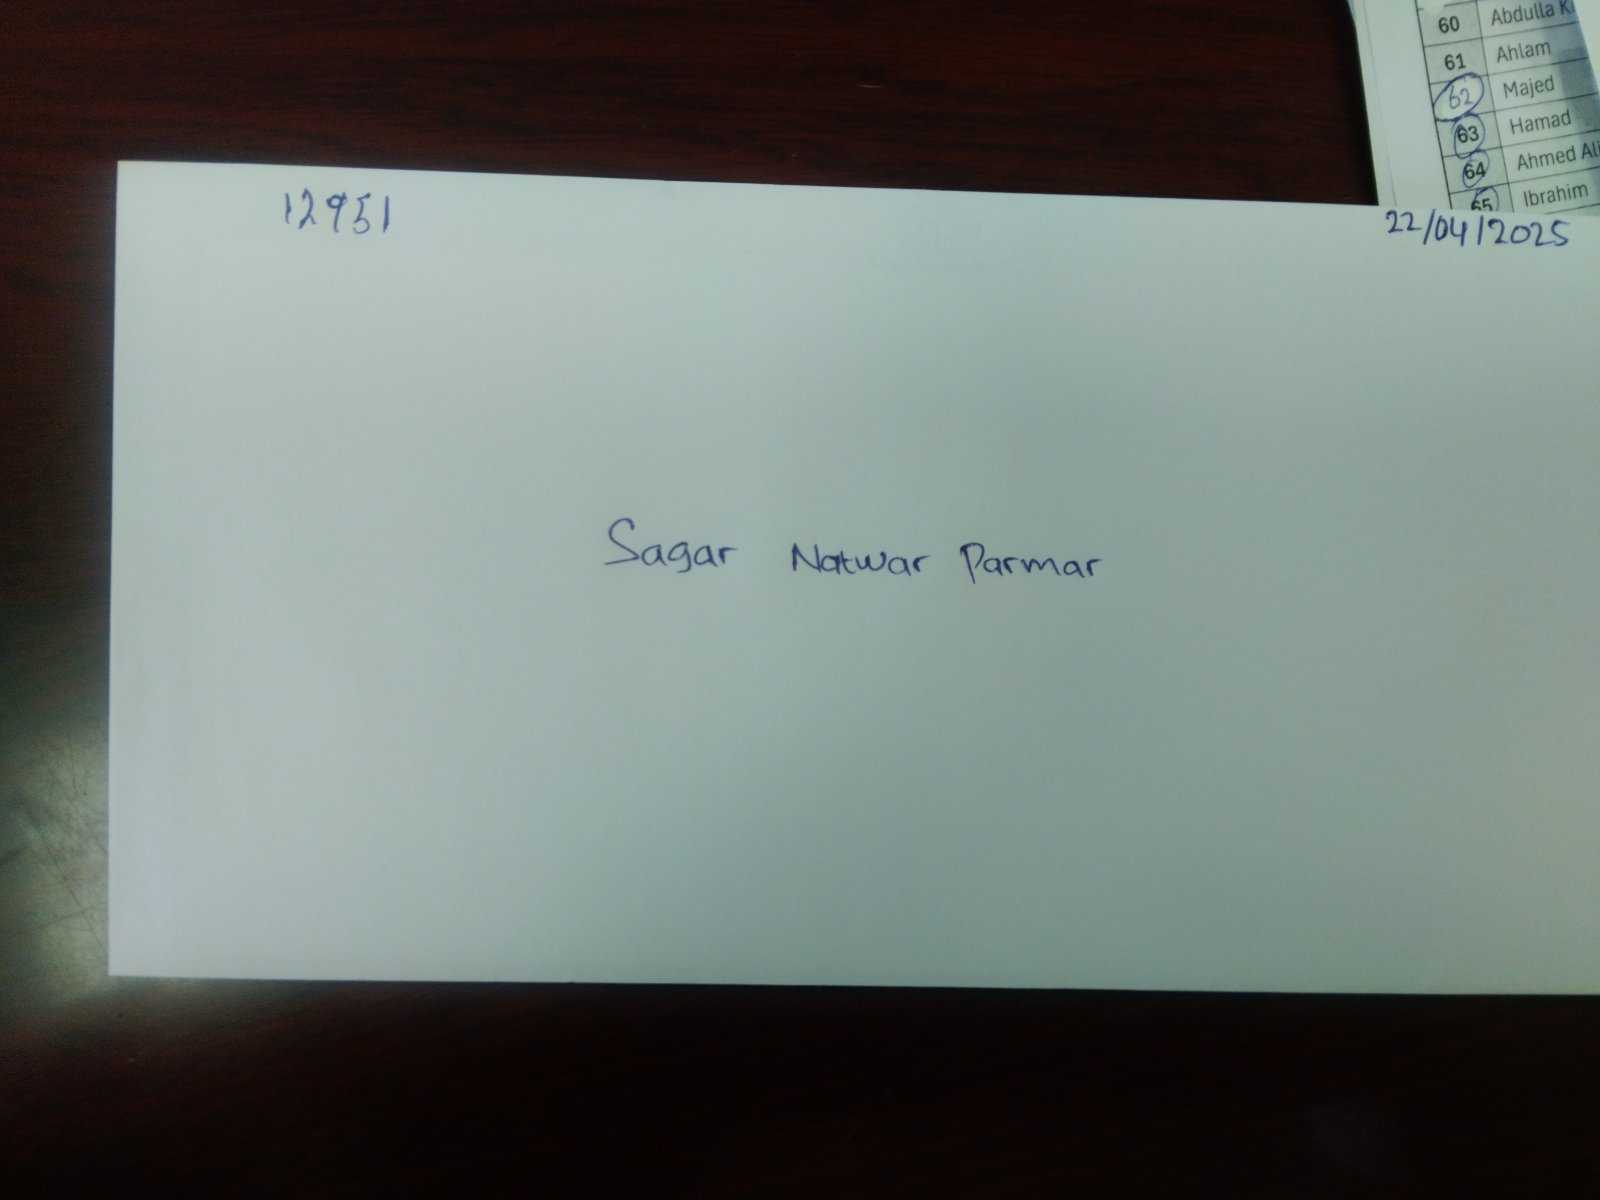 60 Abdulla
61 Ahlam
62 Majed
63 Hamad
64 Ahmed Ali
65 Ibrahim
12951 22/04/2025
Sagar Natwar Parmar